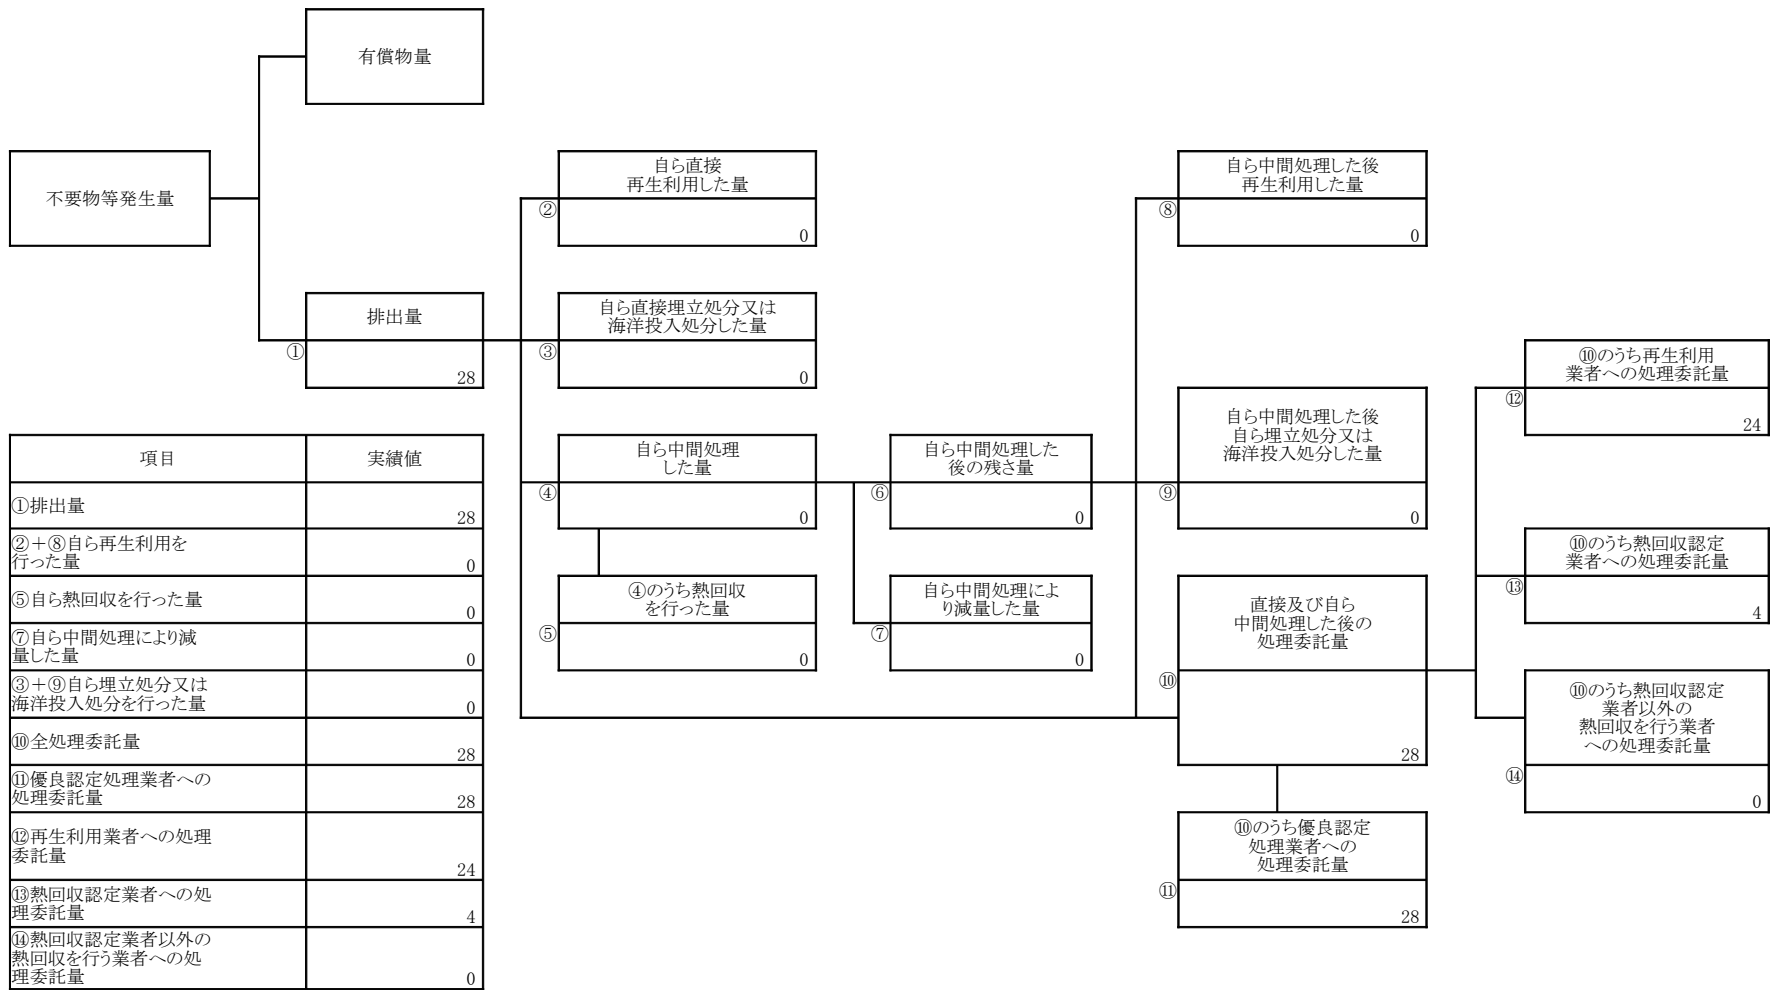 有償物量
不要物等発生量
自ら直接
再生利用した量
②
0
自ら中間処理した後
再生利用した量
⑧
0
排出量
①
28
自ら直接埋立処分又は
海洋投入処分した量
③
0
⑩のうち再生利用
業者への処理委託量
⑫
24
自ら中間処理
した量
④
0
自ら中間処理した
後の残さ量
⑥
0
自ら中間処理した後
自ら埋立処分又は
海洋投入処分した量
⑨
0
⑩のうち熱回収認定
業者への処理委託量
⑬
4
④のうち熱回収
を行った量
⑤
0
自ら中間処理によ
り減量した量
⑦
0
直接及び自ら
中間処理した後の
処理委託量
⑩
28
⑩のうち熱回収認定
業者以外の
熱回収を行う業者
への処理委託量
⑭
0
⑩のうち優良認定
処理業者への
処理委託量
⑪
28
項目 実績値
①排出量
28
②+⑧自ら再生利用を
行った量
0
⑤自ら熱回収を行った量
0
⑦自ら中間処理により減
量した量
0
③+⑨自ら埋立処分又は
海洋投入処分を行った量
0
⑩全処理委託量
28
⑪優良認定処理業者への
処理委託量
28
⑫再生利用業者への処理
委託量
24
⑬熱回収認定業者への処
理委託量
4
⑭熱回収認定業者以外の
熱回収を行う業者への処
理委託量
0